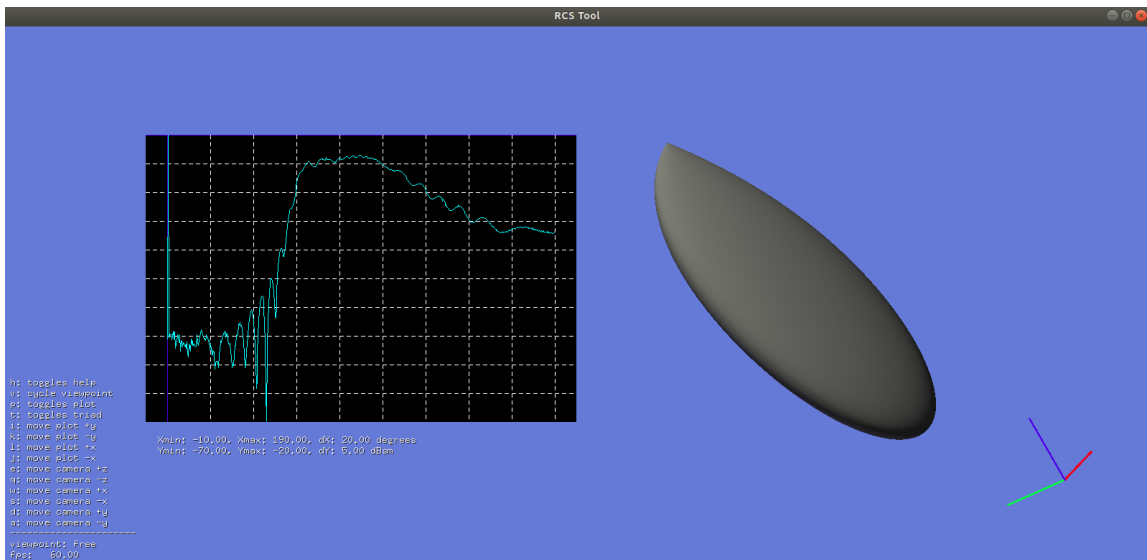 RCS Tool
Xmin: -10.00, Xmax: 190.00, dX: 20.00 degrees
Ymin: -70.00, Ymax: -20.00, dY: 5.00 dBsm
h: toggles help
v: cycle viewpoint
p: toggles plot
t: toggles triad
i: move plot +y
k: move plot -y
l: move plot +x
j: move plot -x
e: move camera +z
q: move camera -z
w: move camera +x
s: move camera -x
d: move camera +y
a: move camera -y
----------------------
viewpoint: free
fps: 60.00